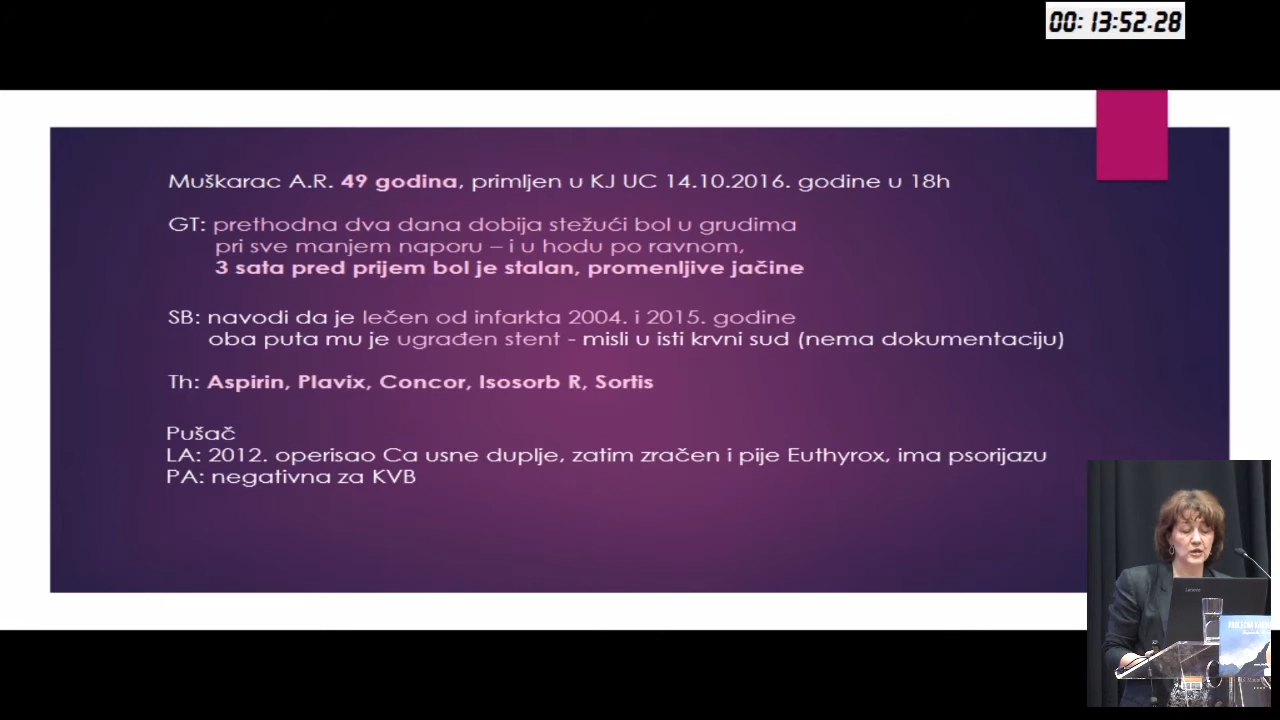 00:13:52.28
Muškarac A.R. 49 godina, primljen u KJ UC 14.10.2016. godine u 18h
GT: prethodna dva dana dobija stežući bol u grudima
pri sve manjem naporu – i u hodu po ravnom,
3 sata pred prijem bol je stalan, promenljive jačine
SB: navodi da je lečen od infarkta 2004. i 2015. godine
oba puta mu je ugrađen stent - misli u isti krvni sud (nema dokumentaciju)
Th: Aspirin, Plavix, Concor, Isosorb R, Sortis
Pušač
LA: 2012. operisao Ca usne duplje, zatim zračen i pije Euthyrox, ima psorijazu
PA: negativna za KVB